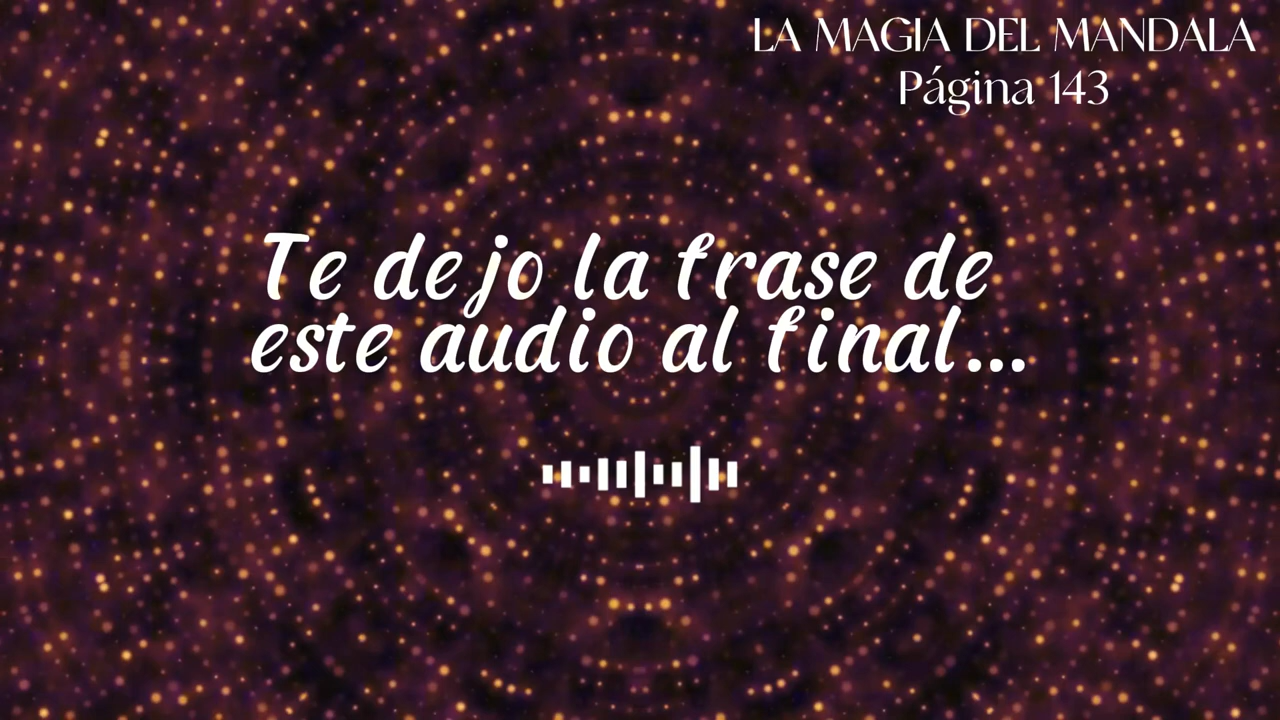 LA MAGIA DEL MANDALA
Página 143
Te dejo la frase de
este audio al final...